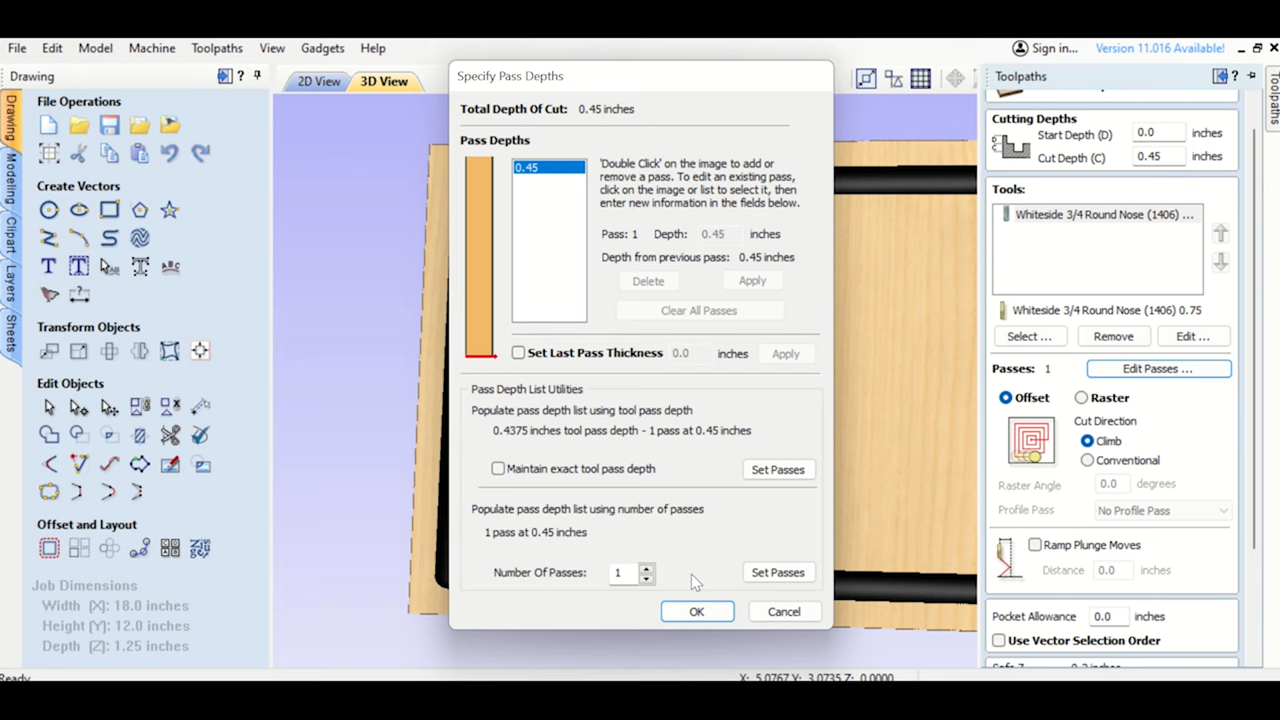 File Edit Model Machine Toolpaths View Gadgets Help
Sign in... Version 11.016 Available!
Drawing
File Operations
Create Vectors
Transform Objects
Edit Objects
Offset and Layout
Job Dimensions
Width (X): 18.0 inches
Height (Y): 12.0 inches
Depth (Z): 1.25 inches
Drawing
Modeling
Clipart
Layers
Sheets
2D View
3D View
Specify Pass Depths
Total Depth Of Cut: 0.45 inches
Pass Depths
0.45
'Double Click' on the image to add or
remove a pass. To edit an existing pass,
click on the image or list to select it, then
enter new information in the fields below.
Pass: 1 Depth: 0.45 inches
Depth from previous pass: 0.45 inches
Delete Apply
Clear All Passes
Set Last Pass Thickness 0.0 inches Apply
Pass Depth List Utilities
Populate pass depth list using tool pass depth
0.4375 inches tool pass depth - 1 pass at 0.45 inches
Maintain exact tool pass depth Set Passes
Populate pass depth list using number of passes
1 pass at 0.45 inches
Number Of Passes: 1 Set Passes
OK Cancel
Toolpaths
Toolpaths
Cutting Depths
Start Depth (D) 0.0 inches
Cut Depth (C) 0.45 inches
Tools:
Whiteside 3/4 Round Nose (1406) ...
Whiteside 3/4 Round Nose (1406) 0.75
Select ... Remove Edit ...
Passes: 1 Edit Passes ...
Offset Raster
Cut Direction
Climb
Conventional
Raster Angle 0.0 degrees
Profile Pass No Profile Pass
Ramp Plunge Moves
Distance 0.0 inches
Pocket Allowance 0.0 inches
Use Vector Selection Order
X: 5.0767 Y: 3.0735 Z: 0.0000